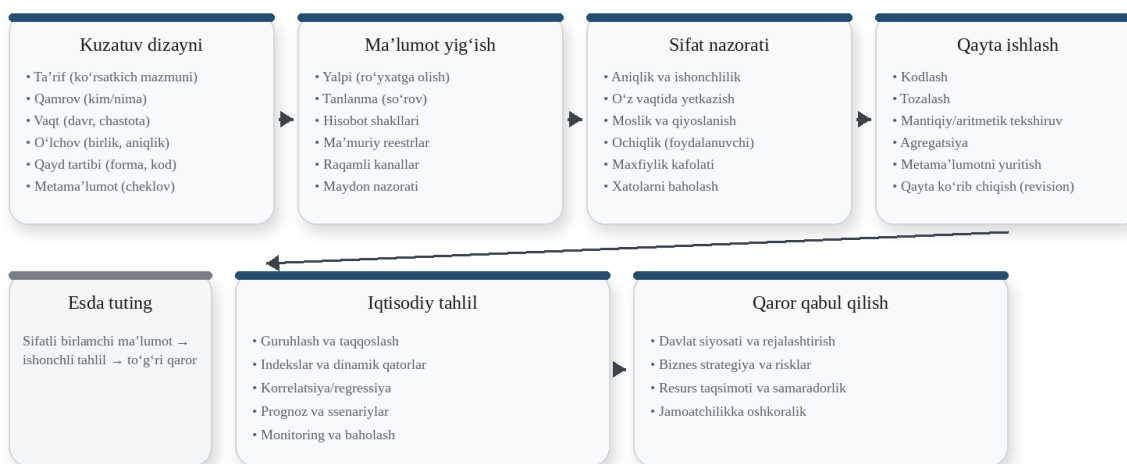 Kuzatuv dizayni
• Ta’rif (ko‘rsatkich mazmuni)
• Qamrov (kim/nima)
• Vaqt (davr, chastota)
• O‘lchov (birlik, aniqlik)
• Qayd tartibi (forma, kod)
• Metama’lumot (cheklov)
Ma’lumot yig‘ish
• Yalpi (ro‘yxatga olish)
• Tanlanma (so‘rov)
• Hisobot shakllari
• Ma’muriy reestrlar
• Raqamli kanallar
• Maydon nazorati
Sifat nazorati
• Aniqlik va ishonchlilik
• O‘z vaqtida yetkazish
• Moslik va qiyoslanish
• Ochiqlik (foydalanuvchi)
• Maxfiylik kafolati
• Xatolarni baholash
Qayta ishlash
• Kodlash
• Tozalash
• Mantiqiy/aritmetik tekshiruv
• Agregatsiya
• Metama’lumotni yuritish
• Qayta ko‘rib chiqish (revision)
Esda tuting
Sifatli birlamchi ma’lumot →
ishonchli tahlil → to‘g‘ri qaror
Iqtisodiy tahlil
• Guruhlash va taqqoslash
• Indekslar va dinamik qatorlar
• Korrelatsiya/regressiya
• Prognoz va ssenariylar
• Monitoring va baholash
Qaror qabul qilish
• Davlat siyosati va rejalashtirish
• Biznes strategiya va risklar
• Resurs taqsimoti va samaradorlik
• Jamoatchilikka oshkoralik